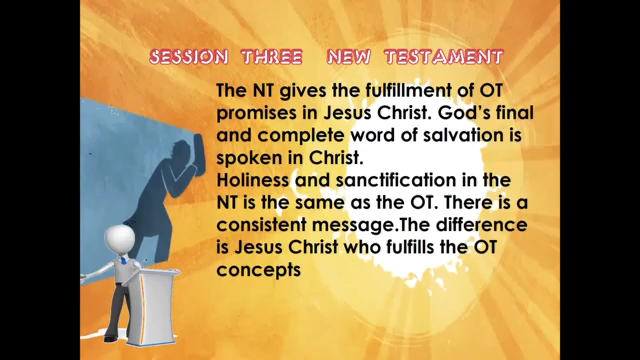 SESSION THREE NEW TESTAMENT
The NT gives the fulfillment of OT
promises in Jesus Christ. God's final
and complete word of salvation is
spoken in Christ.
Holiness and sanctification in the
NT is the same as the OT. There is a
consistent message.The difference
is Jesus Christ who fulfills the OT
concepts